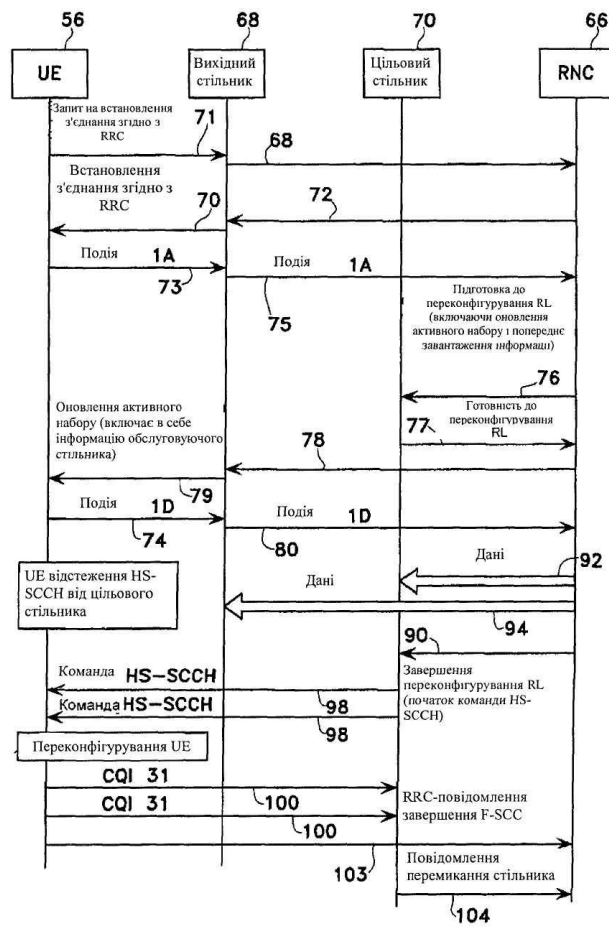 56
68
70
66
UE
Вихідний
стільник
Цільовий
стільник
RNC
Запит на встановлення
з'єднання згідно з
RRC
71
68
Встановлення
з'єднання згідно з
RRC
70
72
Подія 1A
73
Подія 1A
75
Підготовка до
переконфігурування RL
(включаючи оновлення
активного набору і попереднє
завантаження інформації)
76
Готовність до
переконфігурування
RL
77
Оновлення активного
набору (включає в себе
інформацію обслуговуючого
стільника)
78
79
Подія 1D
74
Подія 1D
80
UE відстеження HS-
SCCH від цільового
стільника
Дані
92
Дані
94
90
Завершення
переконфігурування RL
(початок команди HS-
SCCH)
Команда HS-SCCH
98
Команда HS-SCCH
98
Переконфігурування UE
CQI 31
100
CQI 31
100
RRC-повідомлення
завершення F-SCC
103
Повідомлення
перемикання стільника
104